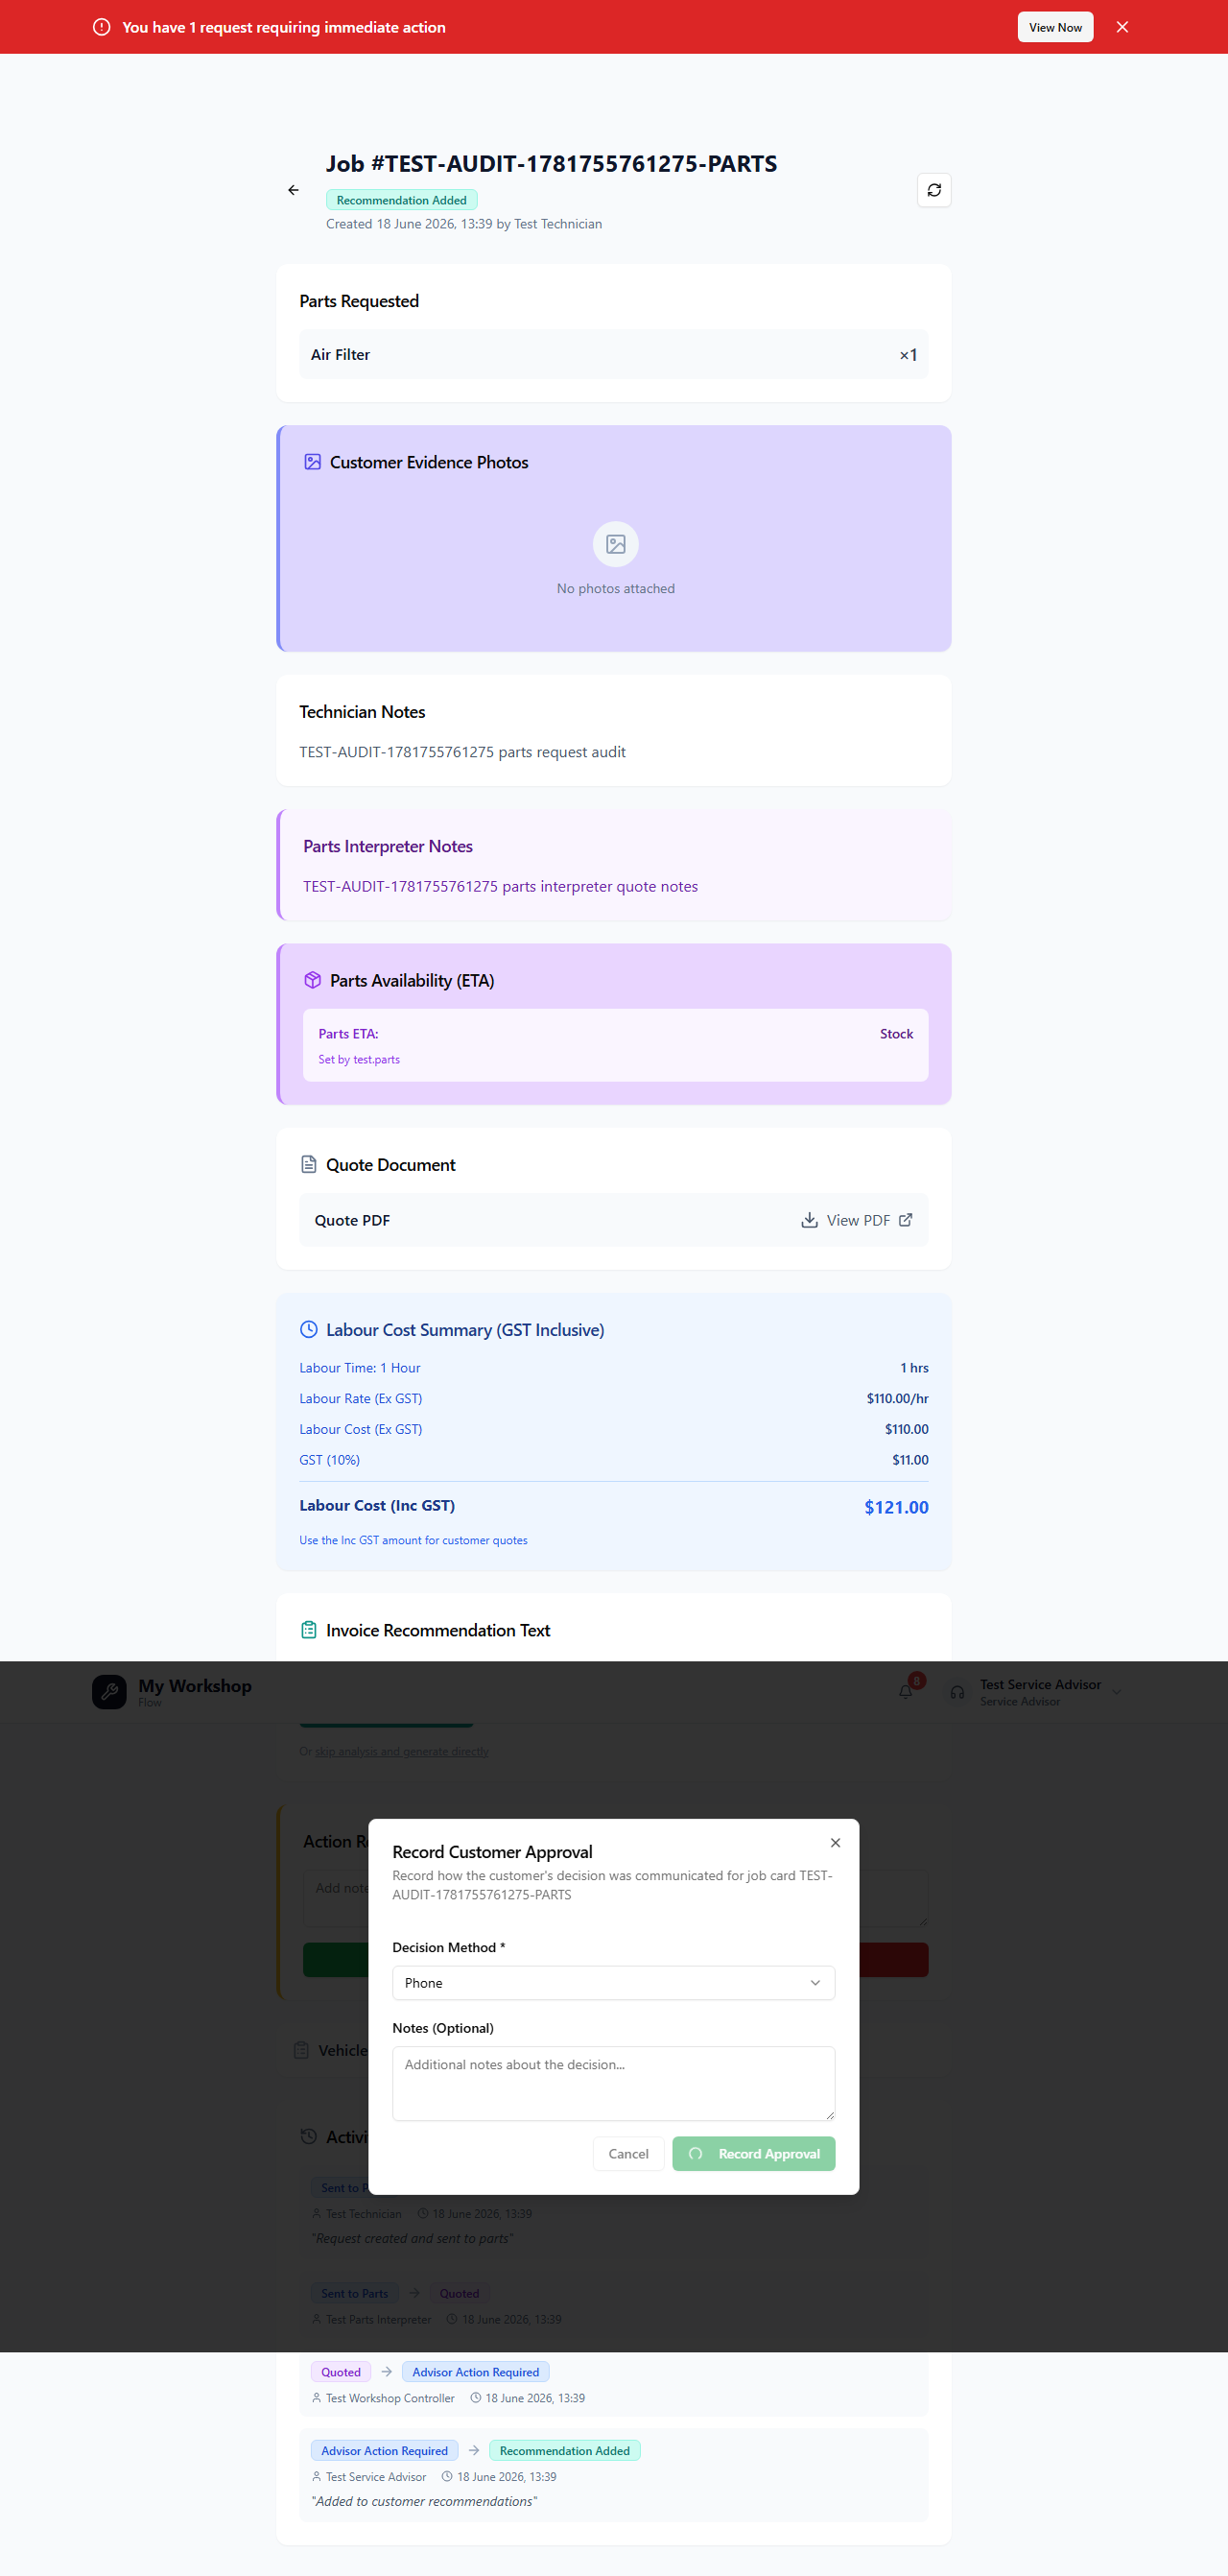 You have 1 request requiring immediate action
View Now
Job #TEST-AUDIT-1781755761275-PARTS
Recommendation Added
Created 18 June 2026, 13:39 by Test Technician
Parts Requested
Air Filter
×1
Customer Evidence Photos
No photos attached
Technician Notes
TEST-AUDIT-1781755761275 parts request audit
Parts Interpreter Notes
TEST-AUDIT-1781755761275 parts interpreter quote notes
Parts Availability (ETA)
Parts ETA:
Stock
Set by test.parts
Quote Document
Quote PDF
View PDF
Labour Cost Summary (GST Inclusive)
Labour Time: 1 Hour
1 hrs
Labour Rate (Ex GST)
$110.00/hr
Labour Cost (Ex GST)
$110.00
GST (10%)
$11.00
Labour Cost (Inc GST)
$121.00
Use the Inc GST amount for customer quotes
Invoice Recommendation Text
My Workshop
Flow
8
Test Service Advisor
Service Advisor
Or skip analysis and generate directly
Action R
Add note
Record Customer Approval
Record how the customer's decision was communicated for job card TEST-
AUDIT-1781755761275-PARTS
Decision Method *
Phone
Notes (Optional)
Additional notes about the decision...
Cancel
Record Approval
Vehicle
Activi
Sent to P
Test Technician
18 June 2026, 13:39
"Request created and sent to parts"
Sent to Parts
Quoted
Test Parts Interpreter
18 June 2026, 13:39
Quoted
Advisor Action Required
Test Workshop Controller
18 June 2026, 13:39
Advisor Action Required
Recommendation Added
Test Service Advisor
18 June 2026, 13:39
"Added to customer recommendations"